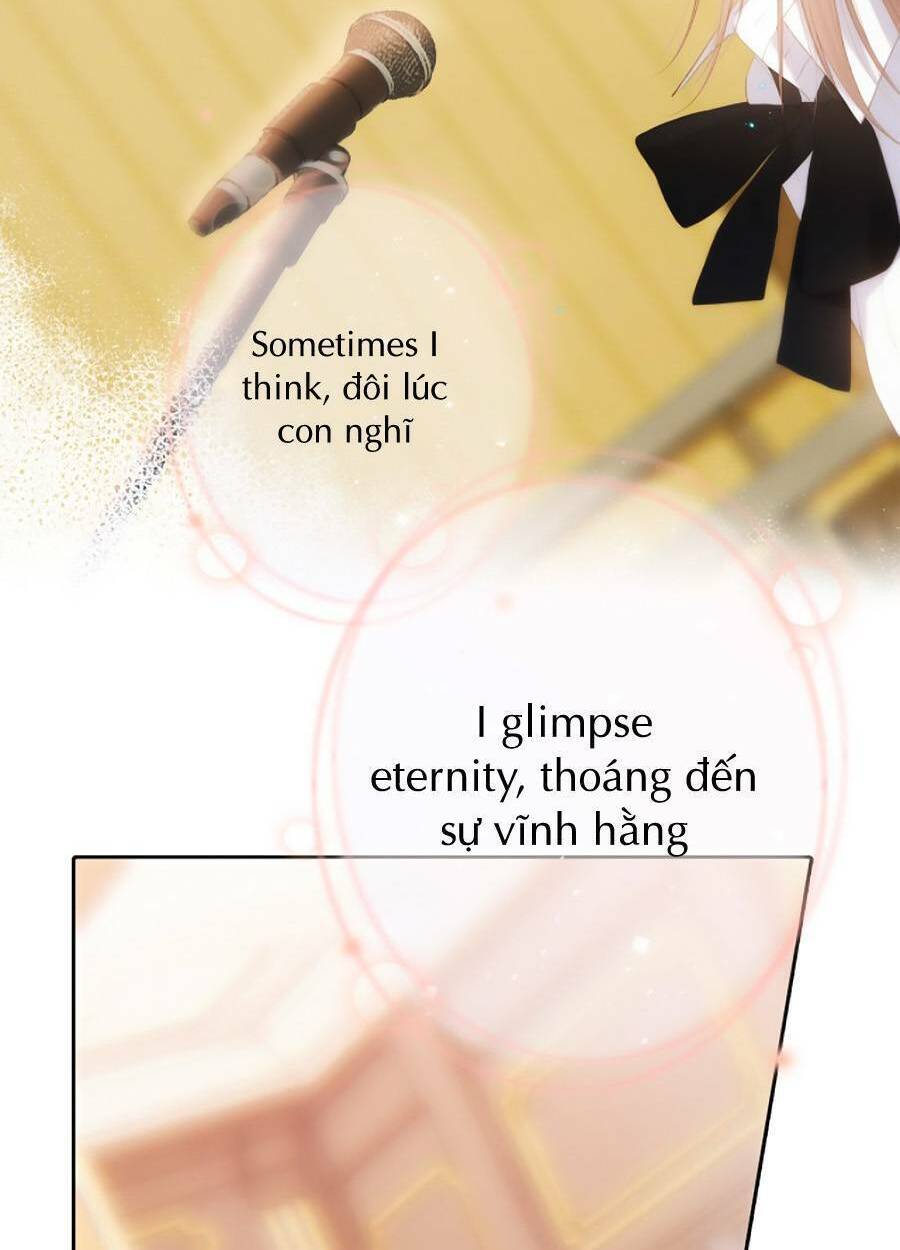 Sometimes I
think, đôi lúc
con nghĩ
I glimpse
eternity, thoáng đến
sự vĩnh hằng